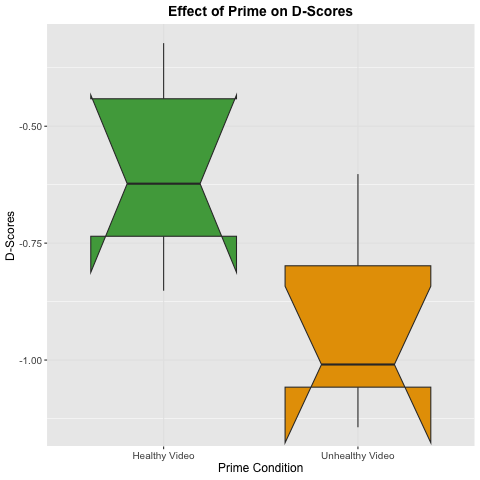 Effect of Prime on D-Scores
-0.50
-0.75
-1.00
D-Scores
Healthy Video
Unhealthy Video
Prime Condition